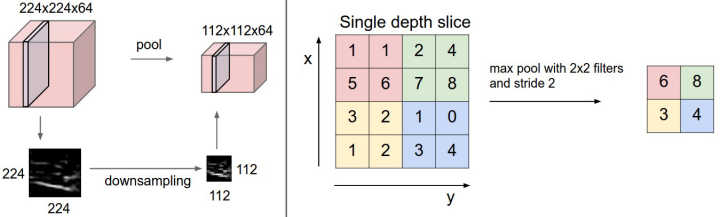 224x224x64
pool
112x112x64
224
224
downsampling
112
112
Single depth slice
x
1 1 2 4
5 6 7 8
3 2 1 0
1 2 3 4
y
max pool with 2x2 filters
and stride 2
6 8
3 4